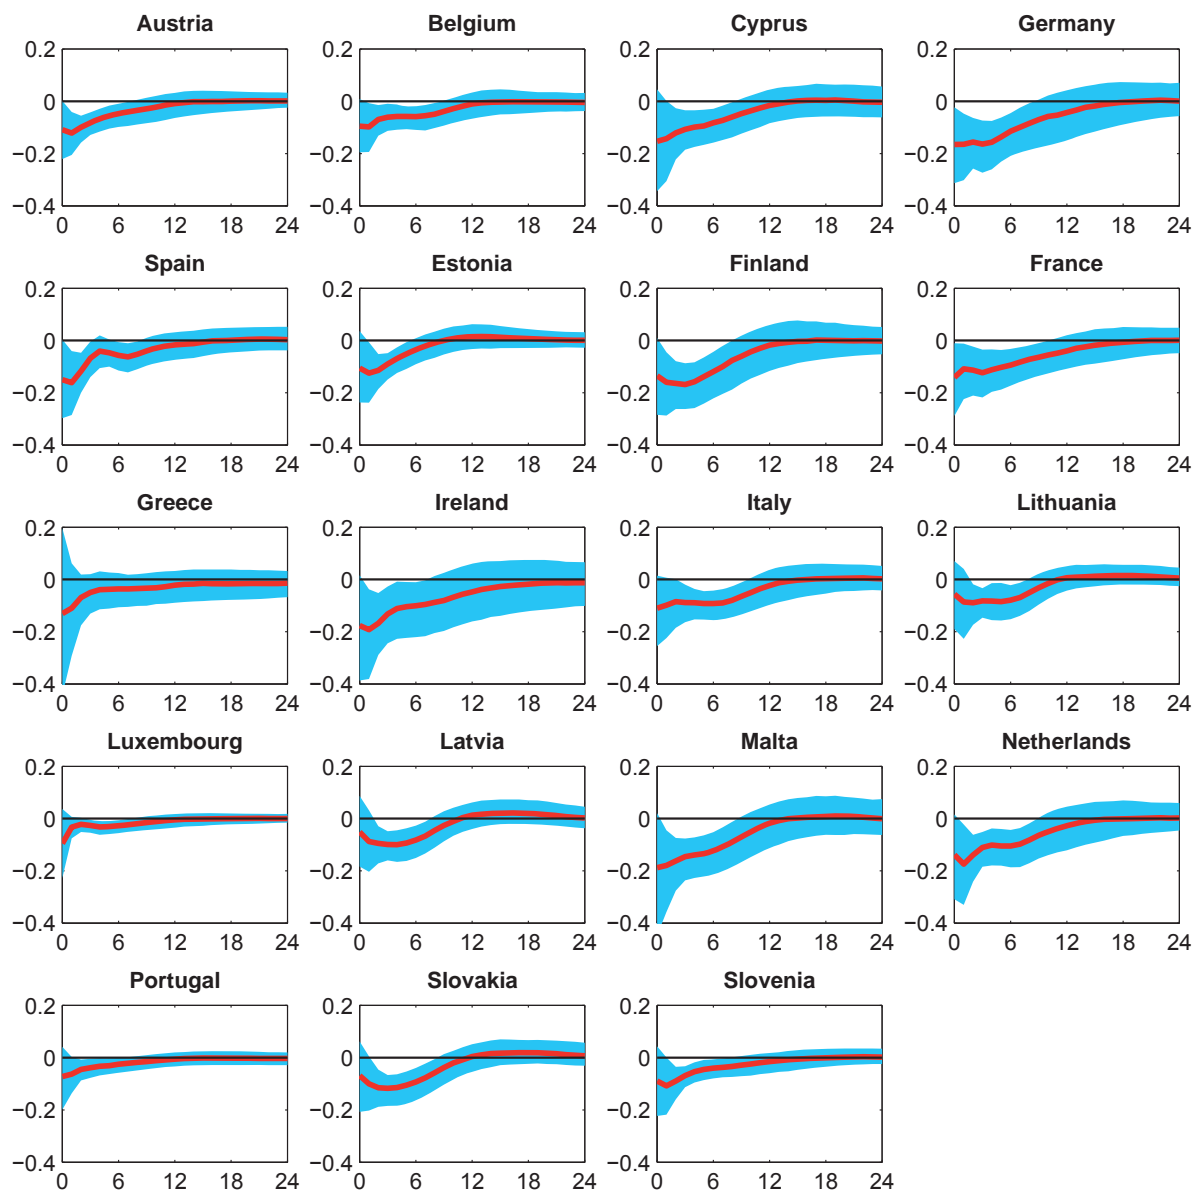 Austria Belgium Cyprus Germany
0.2 0.2 0.2 0.2
0 0 0 0
−0.2 −0.2 −0.2 −0.2
−0.4 −0.4 −0.4 −0.4
0 6 12 18 24 0 6 12 18 24 0 6 12 18 24 0 6 12 18 24
Spain Estonia Finland France
0.2 0.2 0.2 0.2
0 0 0 0
−0.2 −0.2 −0.2 −0.2
−0.4 −0.4 −0.4 −0.4
0 6 12 18 24 0 6 12 18 24 0 6 12 18 24 0 6 12 18 24
Greece Ireland Italy Lithuania
0.2 0.2 0.2 0.2
0 0 0 0
−0.2 −0.2 −0.2 −0.2
−0.4 −0.4 −0.4 −0.4
0 6 12 18 24 0 6 12 18 24 0 6 12 18 24 0 6 12 18 24
Luxembourg Latvia Malta Netherlands
0.2 0.2 0.2 0.2
0 0 0 0
−0.2 −0.2 −0.2 −0.2
−0.4 −0.4 −0.4 −0.4
0 6 12 18 24 0 6 12 18 24 0 6 12 18 24 0 6 12 18 24
Portugal Slovakia Slovenia
0.2 0.2 0.2
0 0 0
−0.2 −0.2 −0.2
−0.4 −0.4 −0.4
0 6 12 18 24 0 6 12 18 24 0 6 12 18 24